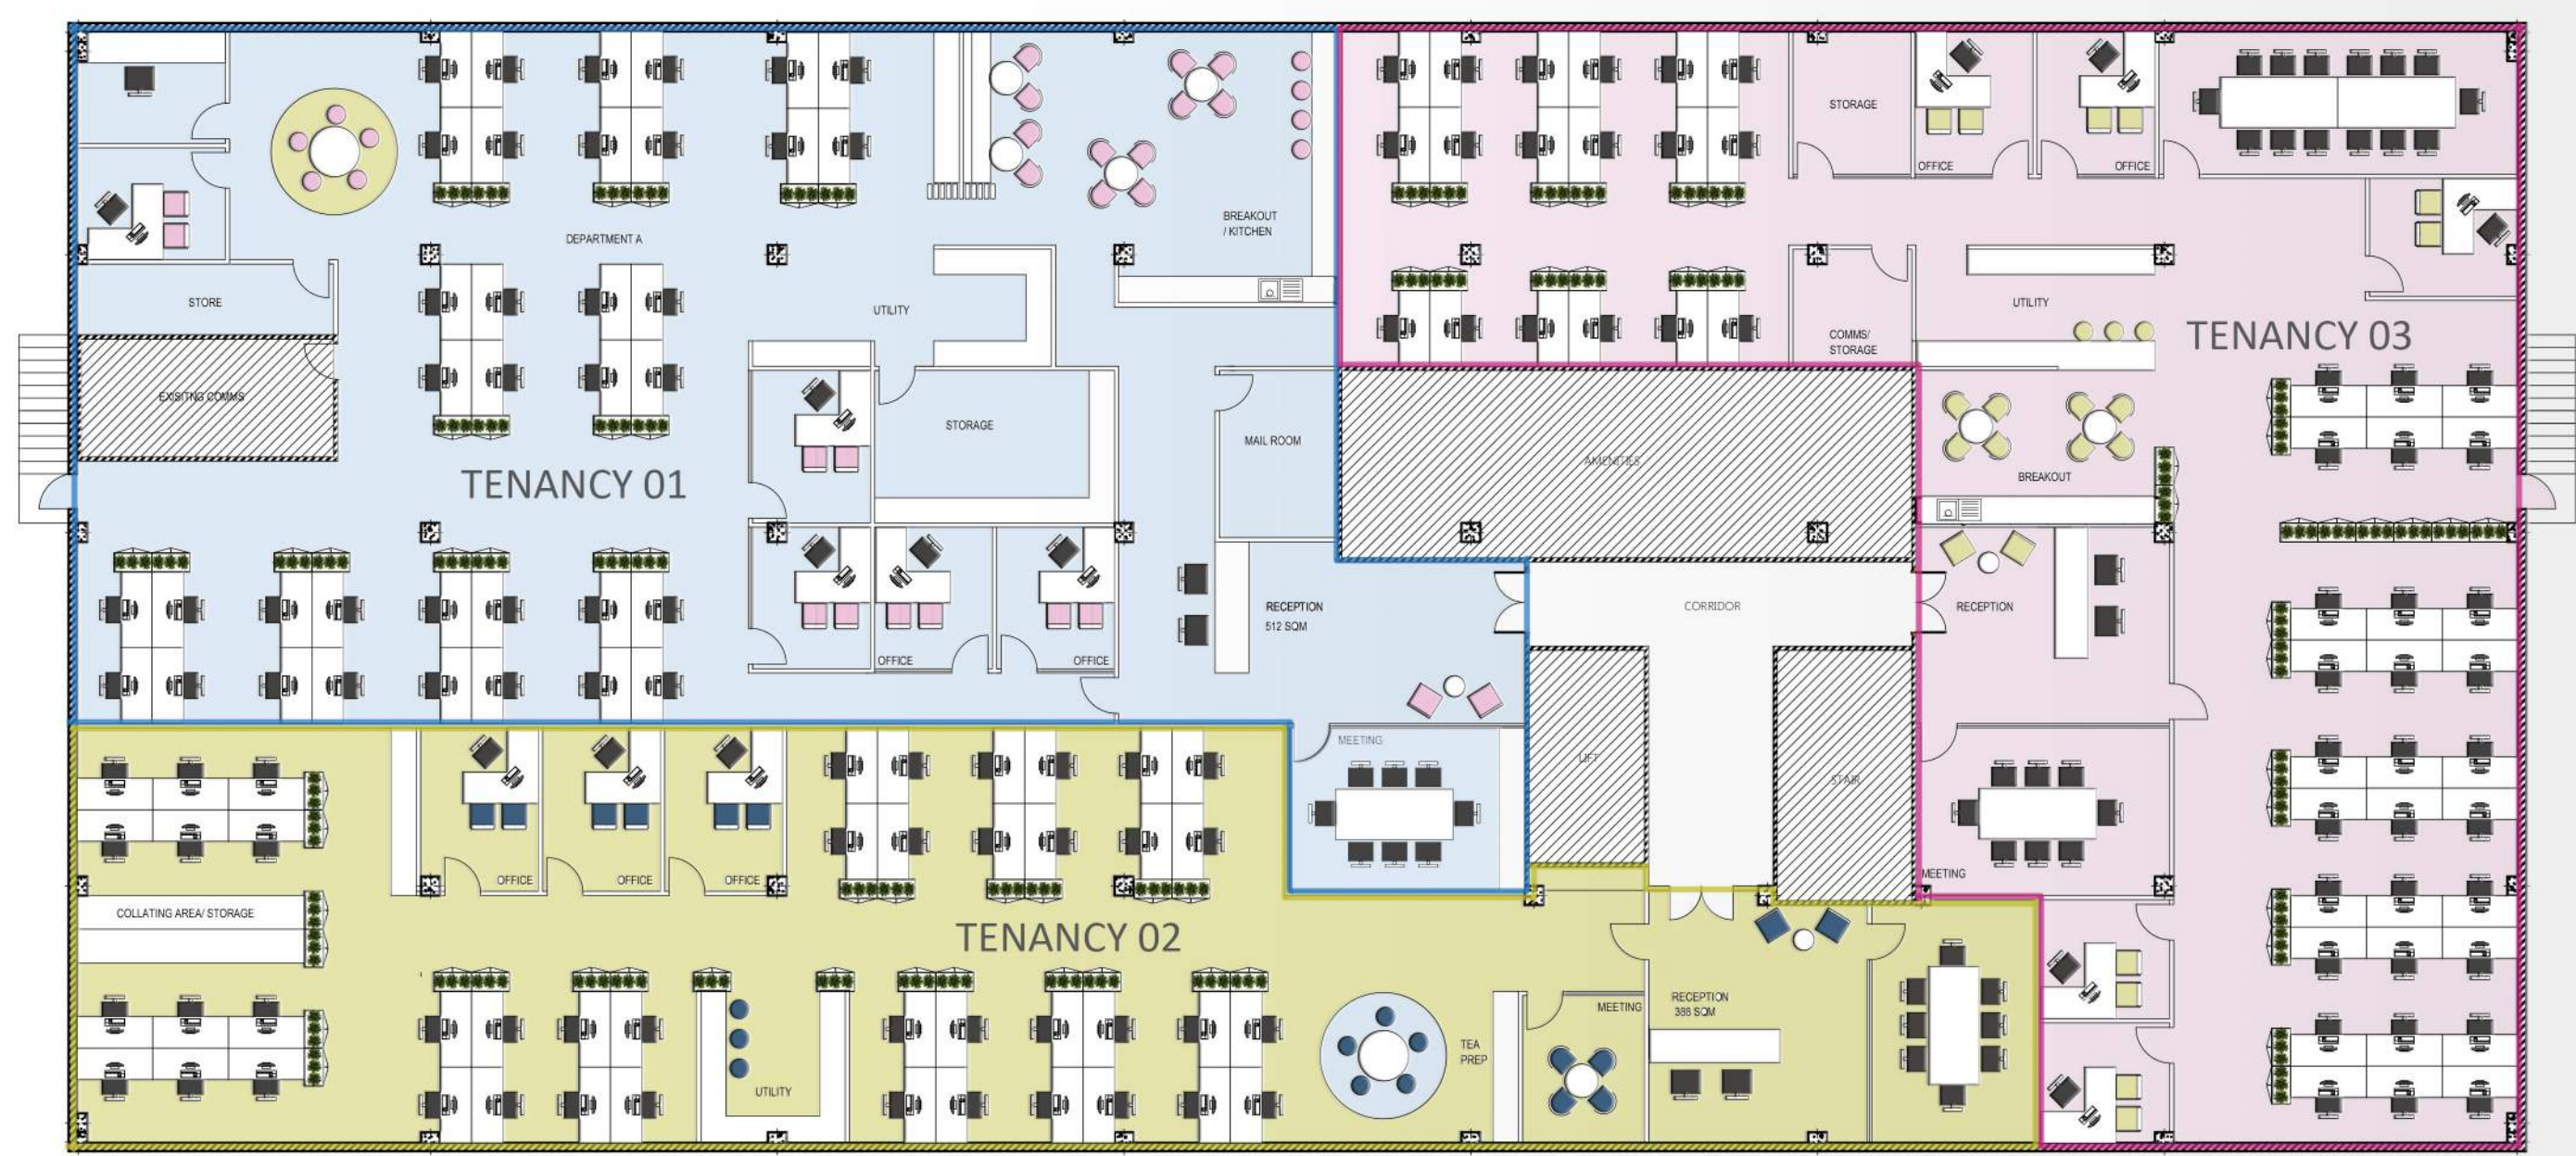 STORAGE
OFFICE
OFFICE
BREAKOUT
/ KITCHEN
DEPARTMENT A
STORE
UTILITY
UTILITY
COMMS/
STORAGE
TENANCY 03
EXISITNG COMMS
STORAGE
MAIL ROOM
AMENITIES
BREAKOUT
TENANCY 01
RECEPTION
512 SQM
CORRIDOR
RECEPTION
OFFICE
OFFICE
MEETING
LIFT
STAIR
MEETING
OFFICE
OFFICE
OFFICE
COLLATING AREA/ STORAGE
TENANCY 02
MEETING
RECEPTION
388 SQM
TEA
PREP
UTILITY